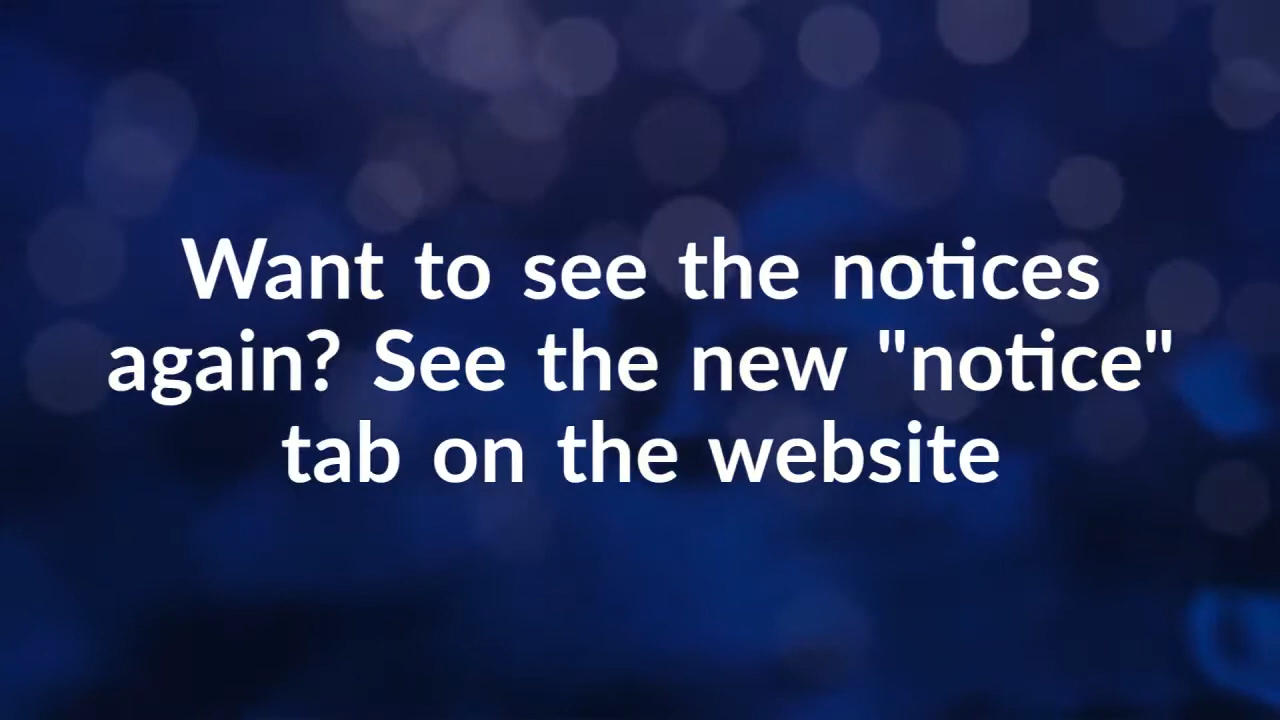 Want to see the notices
again? See the new "notice"
tab on the website